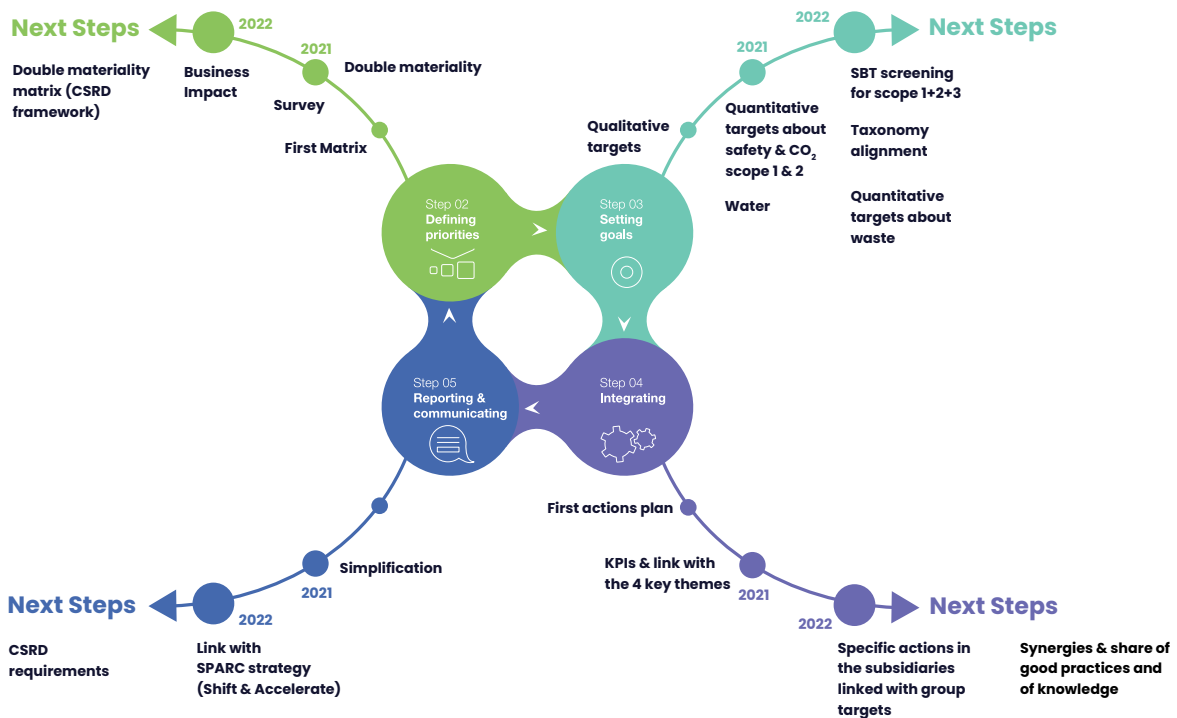 Next Steps
2022
2021
Double materiality
matrix (CSRD
framework)
Business
Impact
Double materiality
Survey
First Matrix
2022
Next Steps
2021
SBT screening
for scope 1+2+3
Quantitative
targets about
safety & CO2
scope 1 & 2
Qualitative
targets
Taxonomy
alignment
Water
Quantitative
targets about
waste
Step 02
Defining
priorities
Step 03
Setting
goals
Step 05
Reporting &
communicating
Step 04
Integrating
Simplification
2021
Next Steps
2022
CSRD
requirements
Link with
SPARC strategy
(Shift & Accelerate)
First actions plan
KPIs & link with
the 4 key themes
2021
Next Steps
2022
Specific actions in
the subsidiaries
linked with group
targets
Synergies & share of
good practices and
of knowledge